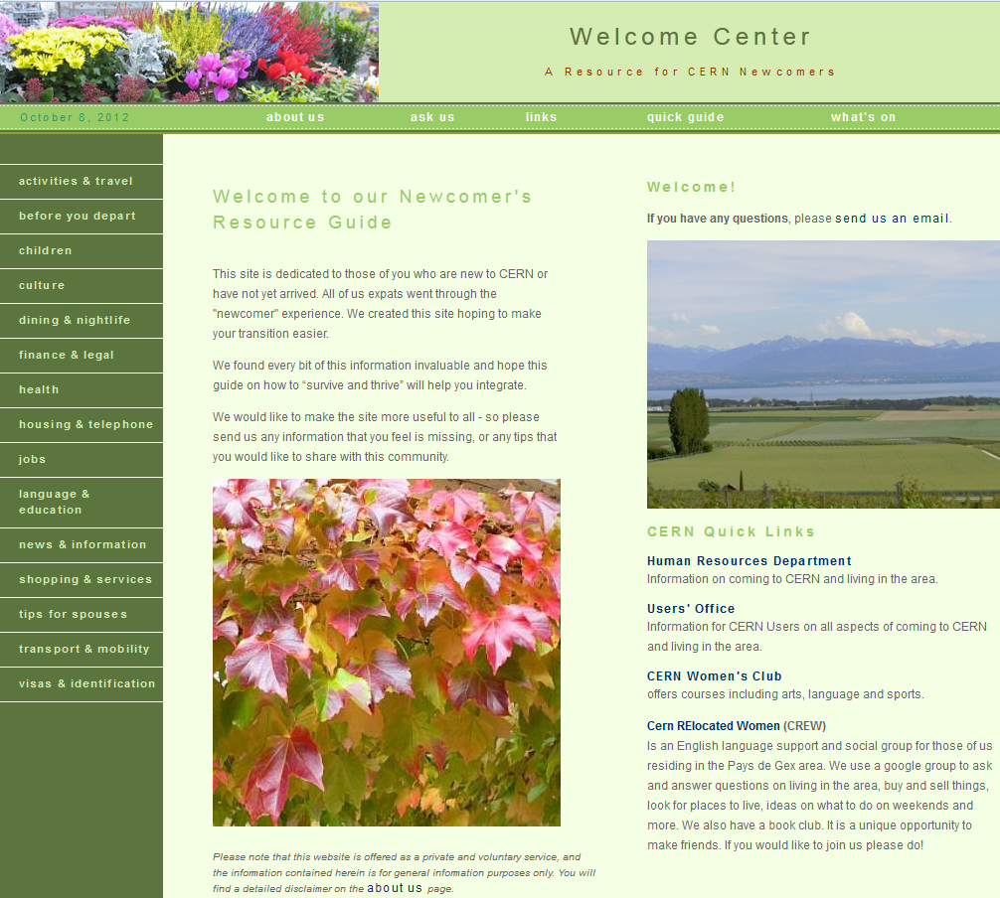 Welcome Center
A Resource for CERN Newcomers
October 8, 2012
about us
ask us
links
quick guide
what's on
activities & travel
before you depart
children
culture
dining & nightlife
finance & legal
health
housing & telephone
jobs
language &
education
news & information
shopping & services
tips for spouses
transport & mobility
visas & identification
Welcome to our Newcomer's
Resource Guide
This site is dedicated to those of you who are new to CERN or
have not yet arrived. All of us expats went through the
"newcomer" experience. We created this site hoping to make
your transition easier.
We found every bit of this information invaluable and hope this
guide on how to “survive and thrive” will help you integrate.
We would like to make the site more useful to all - so please
send us any information that you feel is missing, or any tips that
you would like to share with this community.
Please note that this website is offered as a private and voluntary service, and
the information contained herein is for general information purposes only. You will
find a detailed disclaimer on the about us page.
Welcome!
If you have any questions, please send us an email.
CERN Quick Links
Human Resources Department
Information on coming to CERN and living in the area.
Users' Office
Information for CERN Users on all aspects of coming to CERN
and living in the area.
CERN Women's Club
offers courses including arts, language and sports.
Cern RElocated Women (CREW)
Is an English language support and social group for those of us
residing in the Pays de Gex area. We use a google group to ask
and answer questions on living in the area, buy and sell things,
look for places to live, ideas on what to do on weekends and
more. We also have a book club. It is a unique opportunity to
make friends. If you would like to join us please do!